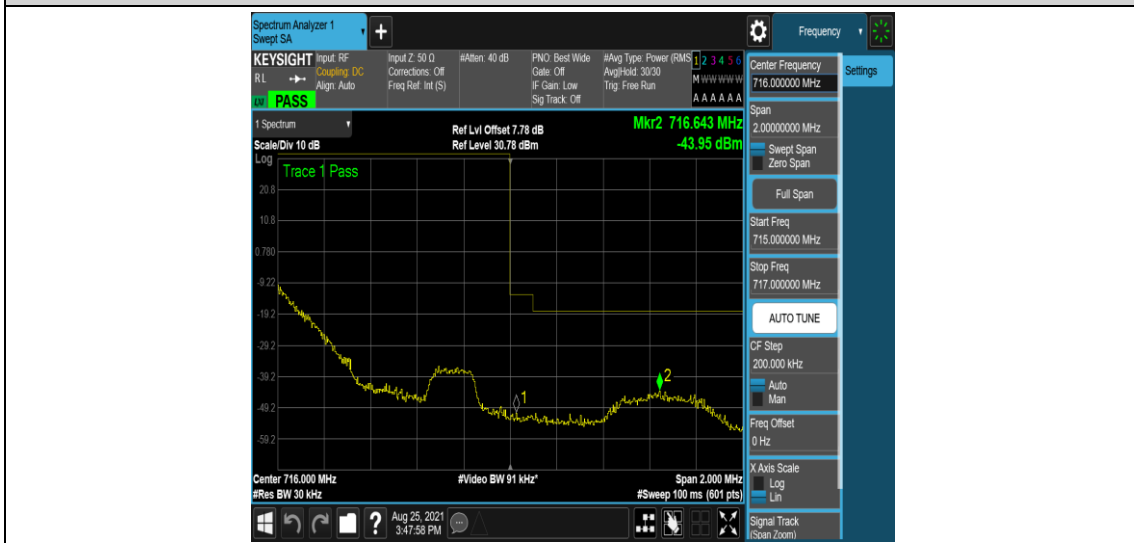 Spectrum Analyzer 1
Swept SA
+
Frequency
KEYSIGHT
RL
PASS
Input: RF
Coupling: DC
Align: Auto
Input Z: 50 Ω
Corrections: Off
Freq Ref: Int (S)
#Atten: 40 dB
PNO: Best Wide
Gate: Off
IF Gain: Low
Sig Track: Off
#Avg Type: Power (RMS
Avg|Hold: 30/30
Trig: Free Run
1 2 3 4 5 6
M W W W W W
A A A A A A
1 Spectrum
Scale/Div 10 dB
Ref Lvl Offset 7.78 dB
Ref Level 30.78 dBm
Mkr2 716.643 MHz
-43.95 dBm
Log
Trace 1 Pass
20.8
10.8
0.780
-9.22
-19.2
-29.2
-39.2
-49.2
-59.2
1
2
Center 716.000 MHz
#Video BW 91 kHz*
Span 2.000 MHz
#Res BW 30 kHz
#Sweep 100 ms (601 pts)
?
Aug 25, 2021
3:47:58 PM
Center Frequency
716.000000 MHz
Settings
Span
2.00000000 MHz
Swept Span
Zero Span
Full Span
Start Freq
715.000000 MHz
Stop Freq
717.000000 MHz
AUTO TUNE
CF Step
200.000 kHz
Auto
Man
Freq Offset
0 Hz
X Axis Scale
Log
Lin
Signal Track
(Span Zoom)